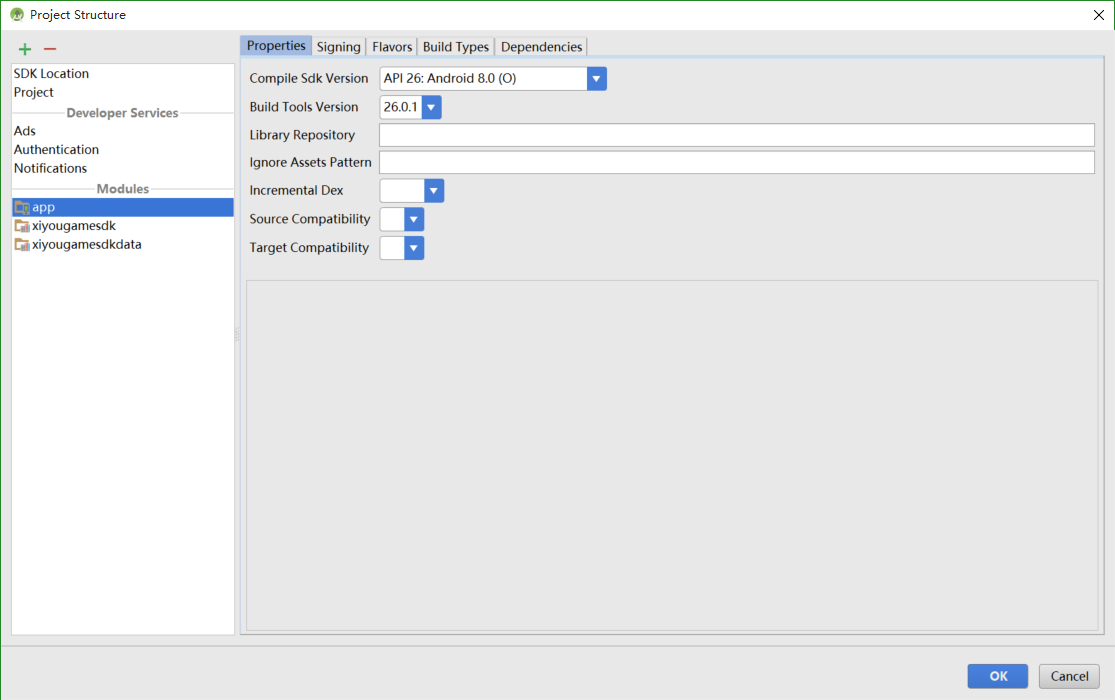 Project Structure
SDK Location
Project
Developer Services
Ads
Authentication
Notifications
Modules
app
xiyougamesdk
xiyougamesdkdata
Properties Signing Flavors Build Types Dependencies
Compile Sdk Version API 26: Android 8.0 (O)
Build Tools Version 26.0.1
Library Repository
Ignore Assets Pattern
Incremental Dex
Source Compatibility
Target Compatibility
OK Cancel